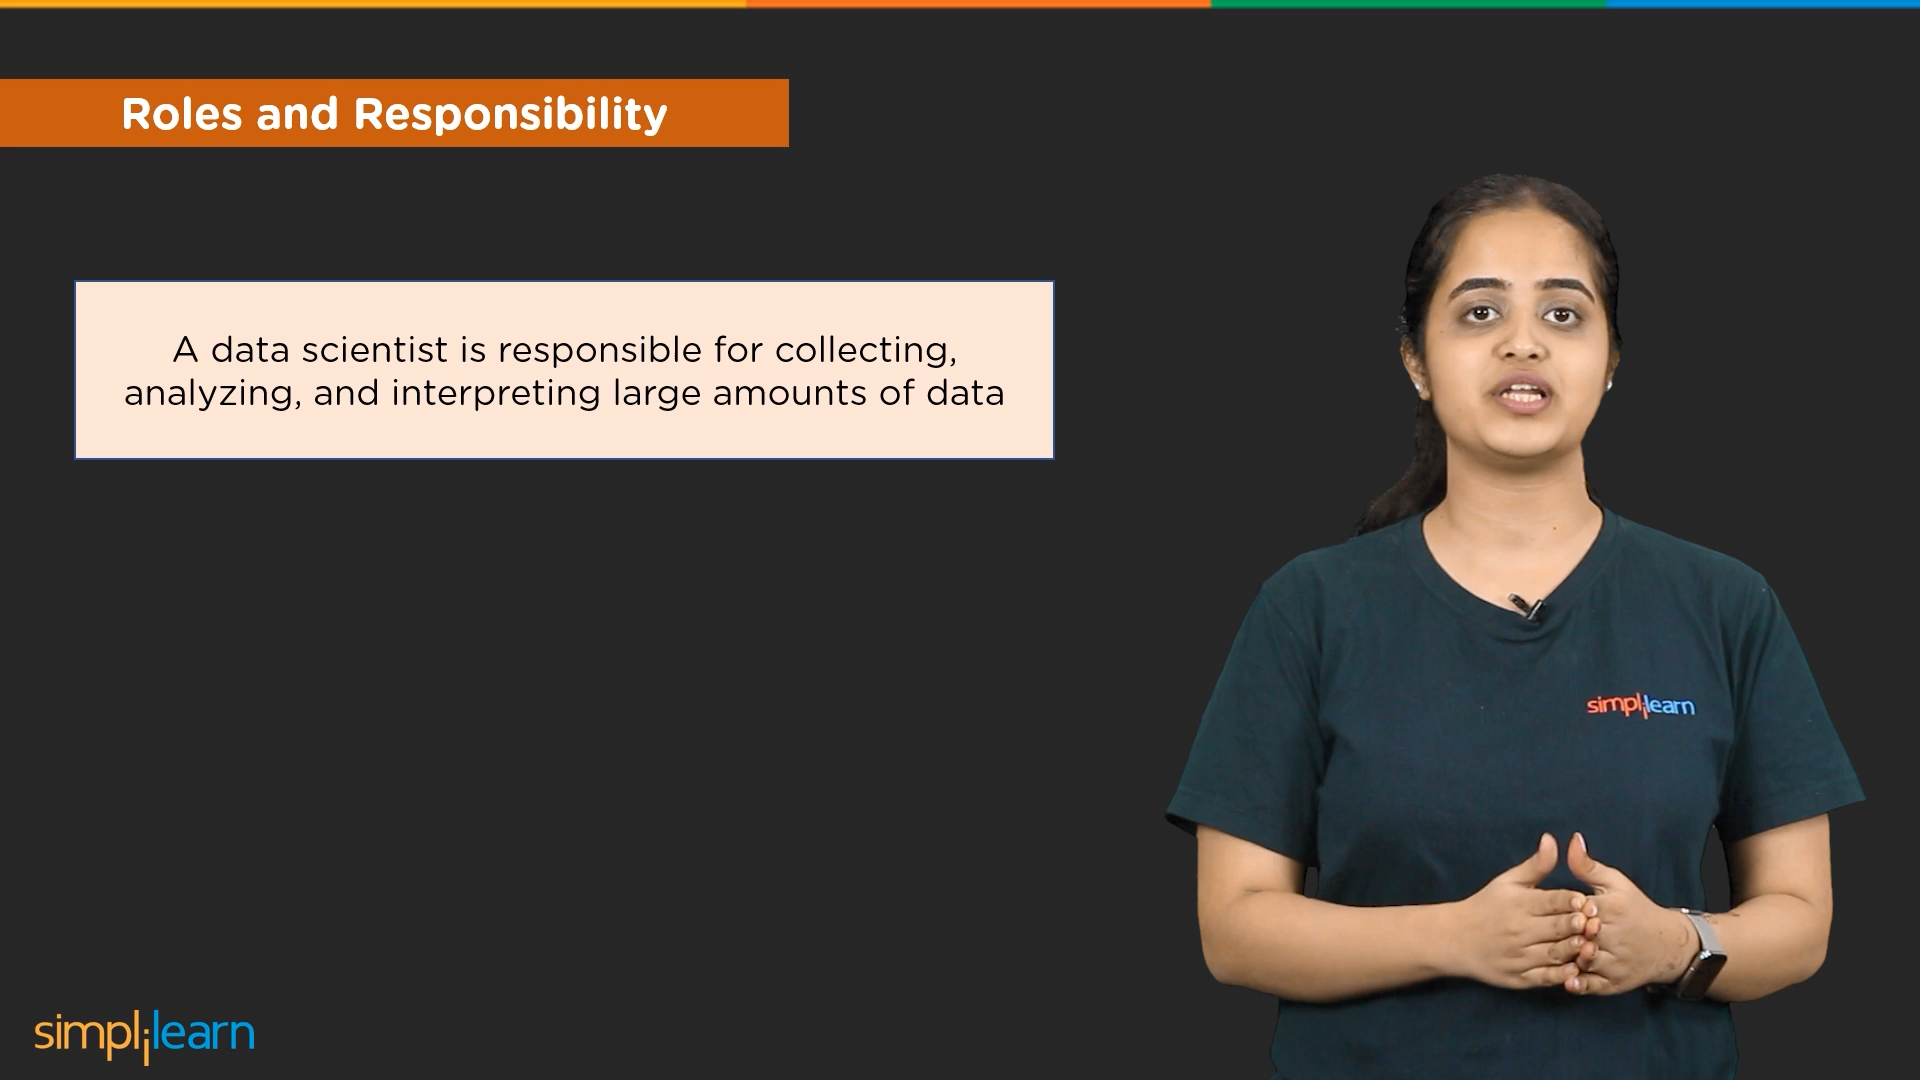 Roles and Responsibility
A data scientist is responsible for collecting,
analyzing, and interpreting large amounts of data
simplilearn
simplilearn